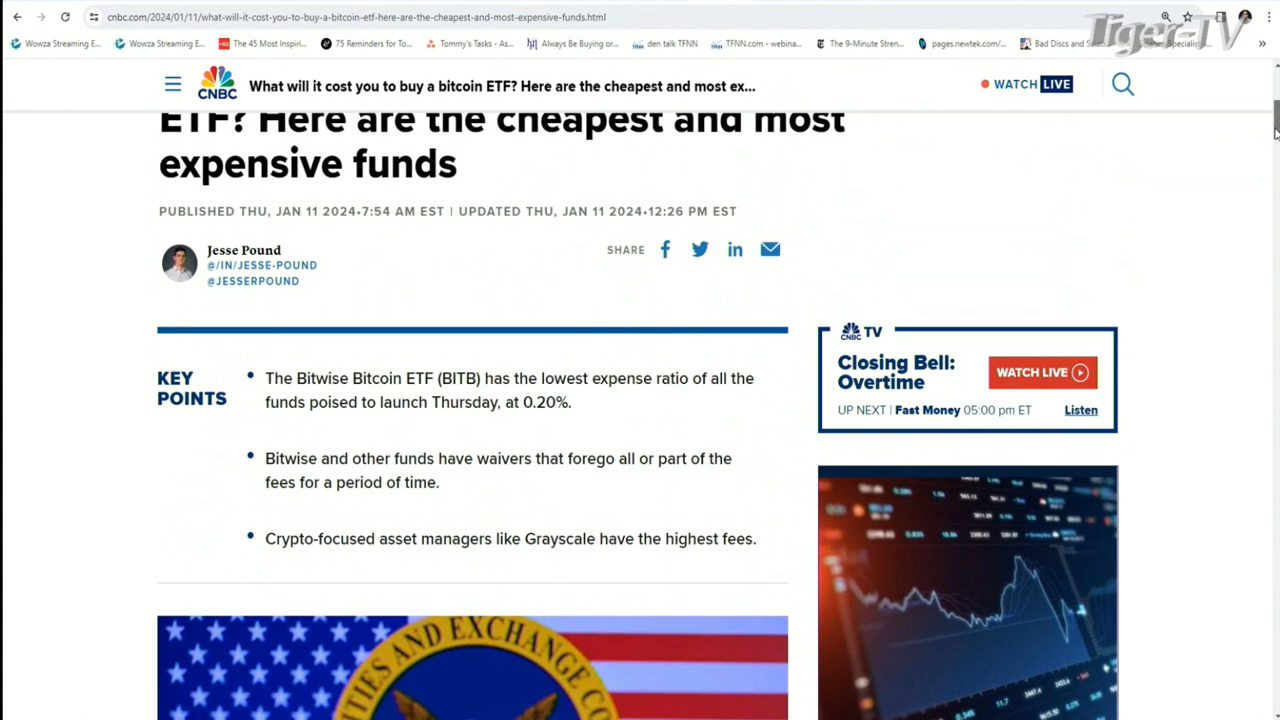 cnbc.com/2024/01/11/what-will-it-cost-you-to-buy-a-bitcoin-etf-here-are-the-cheapest-and-most-expensive-funds.html
Tiger-TV
Wowza Streaming E...
Wowza Streaming E...
The 45 Most Inspiri...
75 Reminders for To...
Tommy's Tasks - As...
Always Be Buying or...
den talk TFNN
TFNN.com - webina...
The 9-Minute Stren...
pages.newtek.com/...
Bad Discs and
Specialis
CNBC
What will it cost you to buy a bitcoin ETF? Here are the cheapest and most ex...
WATCH LIVE
ETF? Here are the cheapest and most
expensive funds
PUBLISHED THU, JAN 11 2024•7:54 AM EST | UPDATED THU, JAN 11 2024•12:26 PM EST
Jesse Pound
@/IN/JESSE-POUND
@JESSERPOUND
SHARE
KEY
POINTS
• The Bitwise Bitcoin ETF (BITB) has the lowest expense ratio of all the
funds poised to launch Thursday, at 0.20%.
• Bitwise and other funds have waivers that forego all or part of the
fees for a period of time.
• Crypto-focused asset managers like Grayscale have the highest fees.
CNBC TV
Closing Bell:
Overtime
WATCH LIVE
UP NEXT | Fast Money 05:00 pm ET
Listen
ITIES AND EXCHANGE CO